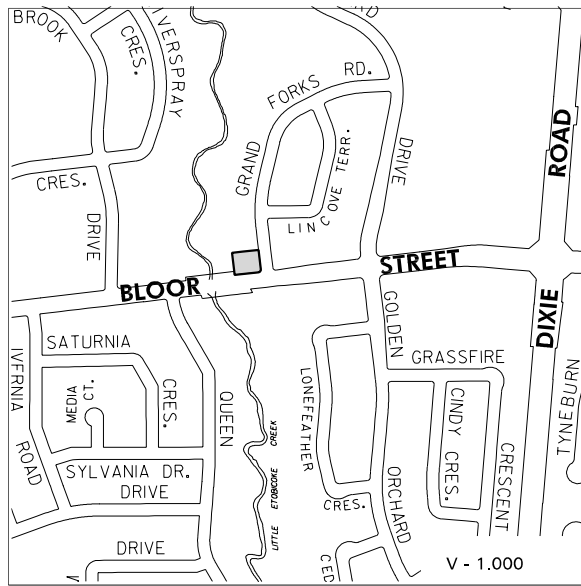 BROOK
CRES.
VERSPRAY
RD.
FORKS
GRAND
ROAD
DRIVE
LINCOVE TERR.
CRES.
DRIVE
STREET
BLOOR
DIXIE
GOLDEN
SATURNIA
GRASSFIRE
MEDIA
CT.
CRES.
QUEEN
LONEFEATHER
CINDY CRES.
TYNEBURN
ROAD
SYLVANIA DR.
DRIVE
LITTLE ETOBICOKE CREEK
CRES.
ORCHARD
CRESCENT
DRIVE
CED
V - 1.000